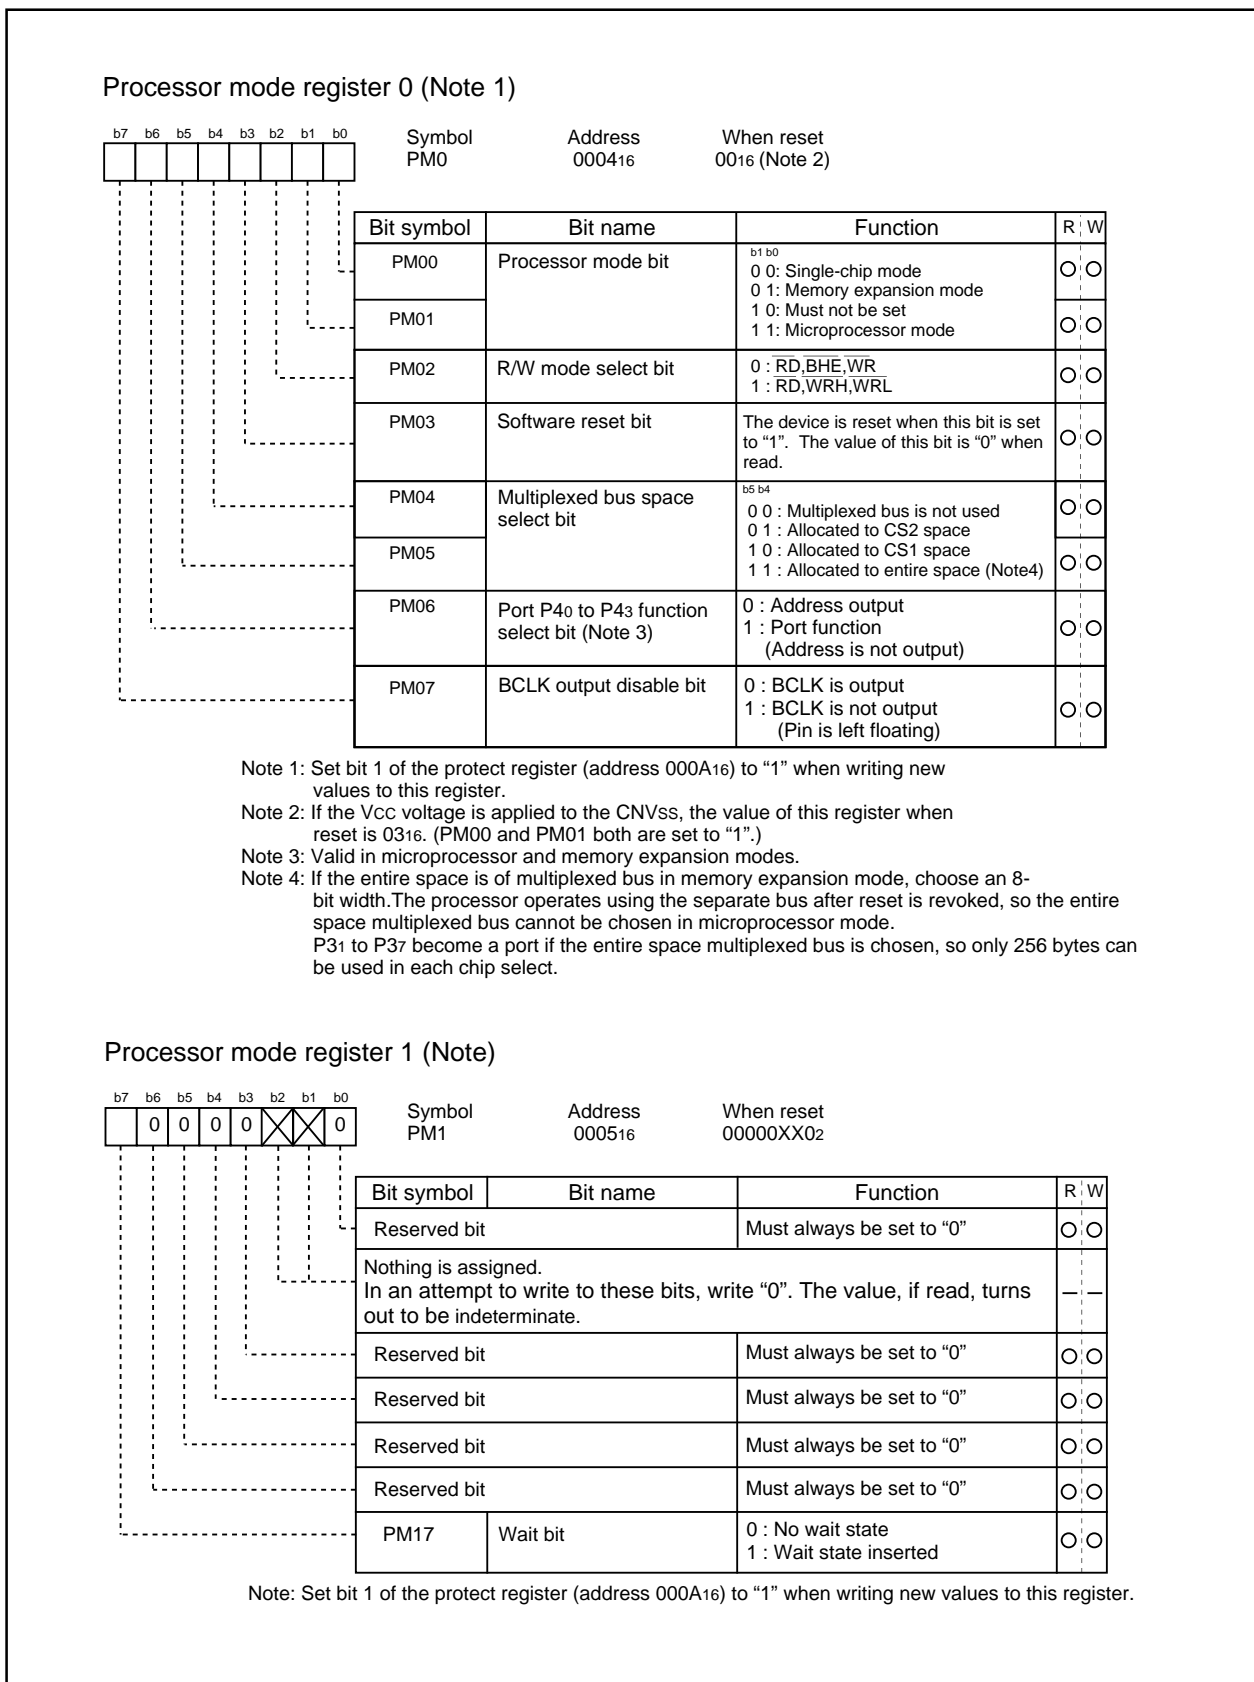 Processor mode register 0 (Note 1)
b7 b6 b5 b4 b3 b2 b1 b0
Symbol Address When reset
PM0 000416 0016 (Note 2)
Bit symbol Bit name Function R W
PM00 Processor mode bit
b1 b0
0 0: Single-chip mode
0 1: Memory expansion mode
1 0: Must not be set
1 1: Microprocessor mode
PM01
PM02 R/W mode select bit
0 : RD,BHE,WR
1 : RD,WRH,WRL
PM03 Software reset bit
The device is reset when this bit is set
to “1”. The value of this bit is “0” when
read.
PM04 Multiplexed bus space
select bit
b5 b4
0 0 : Multiplexed bus is not used
0 1 : Allocated to CS2 space
1 0 : Allocated to CS1 space
1 1 : Allocated to entire space (Note4)
PM05
PM06 Port P40 to P43 function
select bit (Note 3)
0 : Address output
1 : Port function
(Address is not output)
PM07 BCLK output disable bit
0 : BCLK is output
1 : BCLK is not output
(Pin is left floating)
Note 1: Set bit 1 of the protect register (address 000A16) to “1” when writing new
values to this register.
Note 2: If the VCC voltage is applied to the CNVSS, the value of this register when
reset is 0316. (PM00 and PM01 both are set to “1”.)
Note 3: Valid in microprocessor and memory expansion modes.
Note 4: If the entire space is of multiplexed bus in memory expansion mode, choose an 8-
bit width.The processor operates using the separate bus after reset is revoked, so the entire
space multiplexed bus cannot be chosen in microprocessor mode.
P31 to P37 become a port if the entire space multiplexed bus is chosen, so only 256 bytes can
be used in each chip select.
Processor mode register 1 (Note)
b7 b6 b5 b4 b3 b2 b1 b0
0 0 0 0 0
Symbol Address When reset
PM1 000516 00000XX02
Bit symbol Bit name Function R W
Reserved bit Must always be set to “0”
Nothing is assigned.
In an attempt to write to these bits, write “0”. The value, if read, turns
out to be indeterminate.
Reserved bit Must always be set to “0”
Reserved bit Must always be set to “0”
Reserved bit Must always be set to “0”
Reserved bit Must always be set to “0”
PM17 Wait bit
0 : No wait state
1 : Wait state inserted
Note: Set bit 1 of the protect register (address 000A16) to “1” when writing new values to this register.